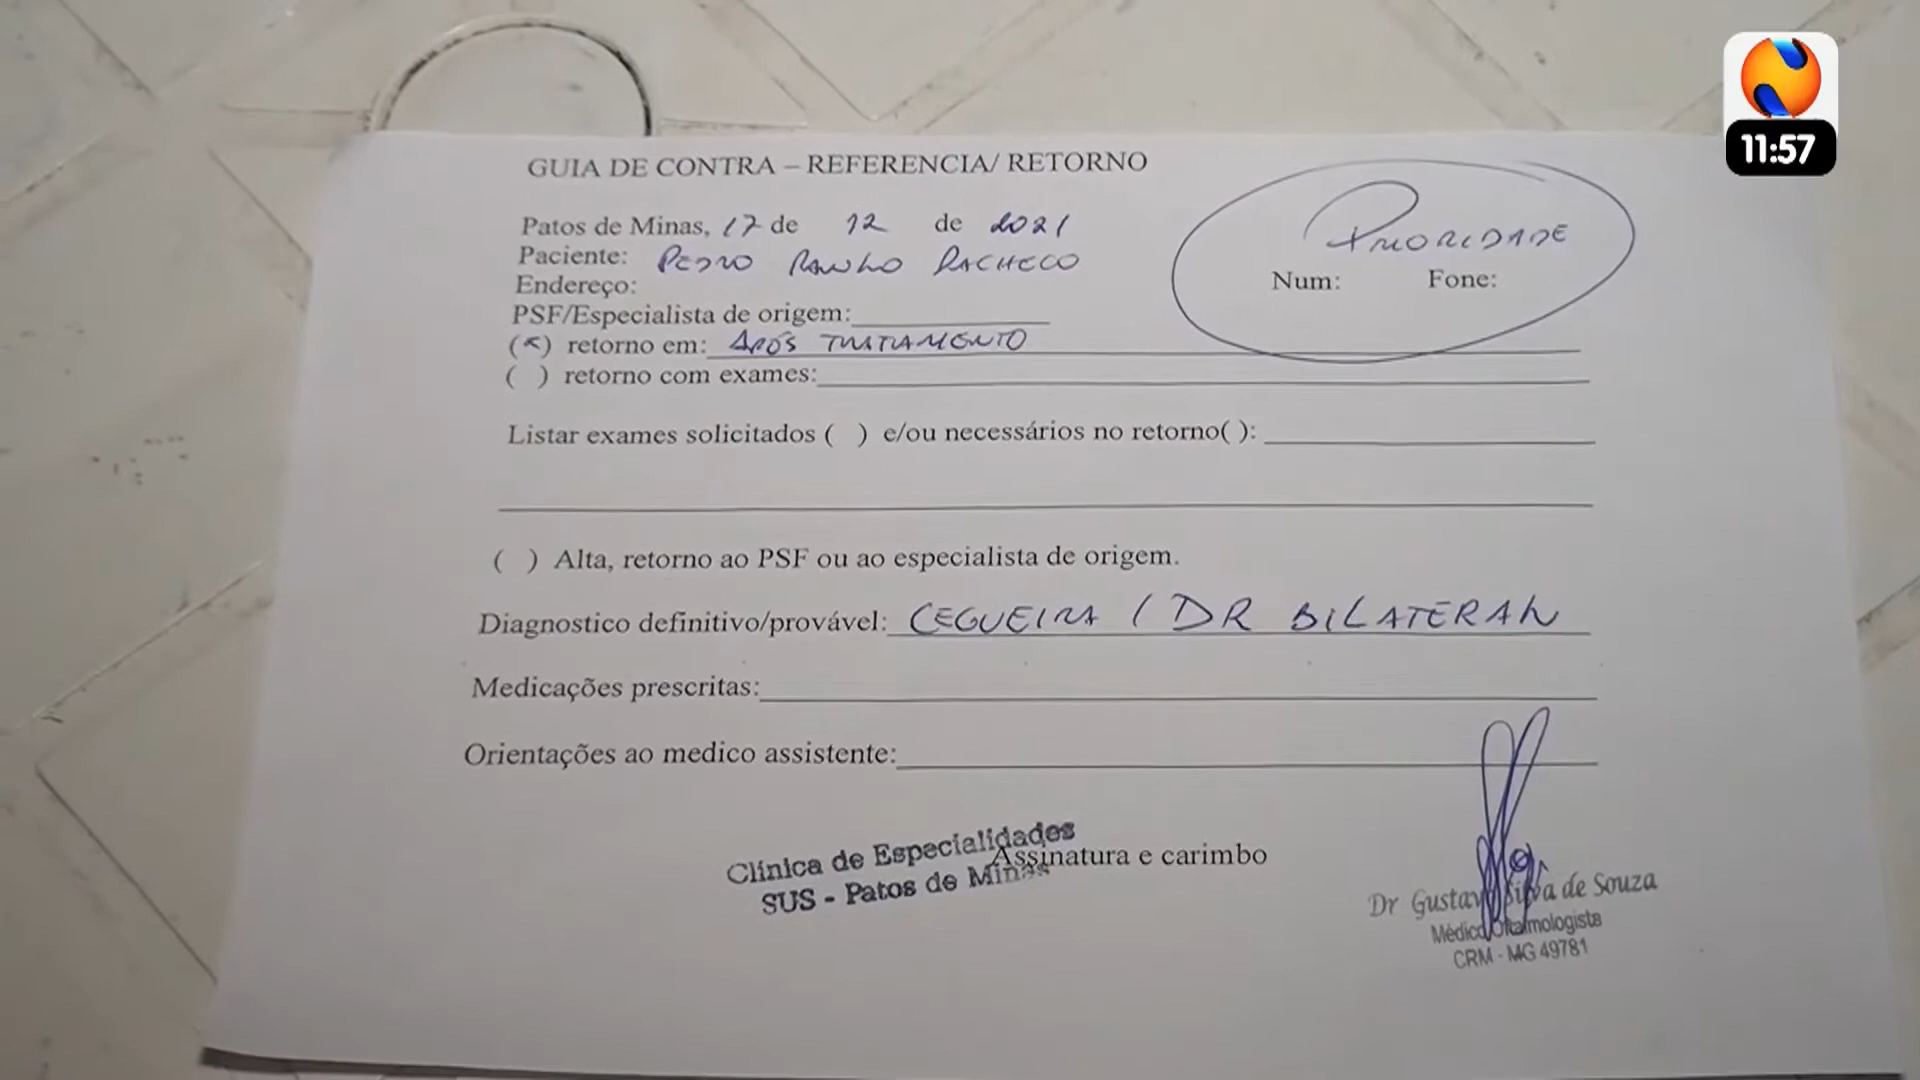 11:57
GUIA DE CONTRA – REFERENCIA/ RETORNO
PRIORIDADE
Patos de Minas, 17 de 12 de 2021
Paciente: PEDRO PAULO PACHECO
Endereço: Num: Fone:
PSF/Especialista de origem:
(x) retorno em: APÓS TRATAMENTO
( ) retorno com exames:
Listar exames solicitados ( ) e/ou necessários no retorno( ):
( ) Alta, retorno ao PSF ou ao especialista de origem.
Diagnostico definitivo/provável: CEGUEIRA / DR BILATERAL
Medicações prescritas:
Orientações ao medico assistente:
Clínica de Especialidades
SUS - Patos de Minas
Assinatura e carimbo
Dr Gustavo Silva de Souza
Médico Oftalmologista
CRM - MG 49781